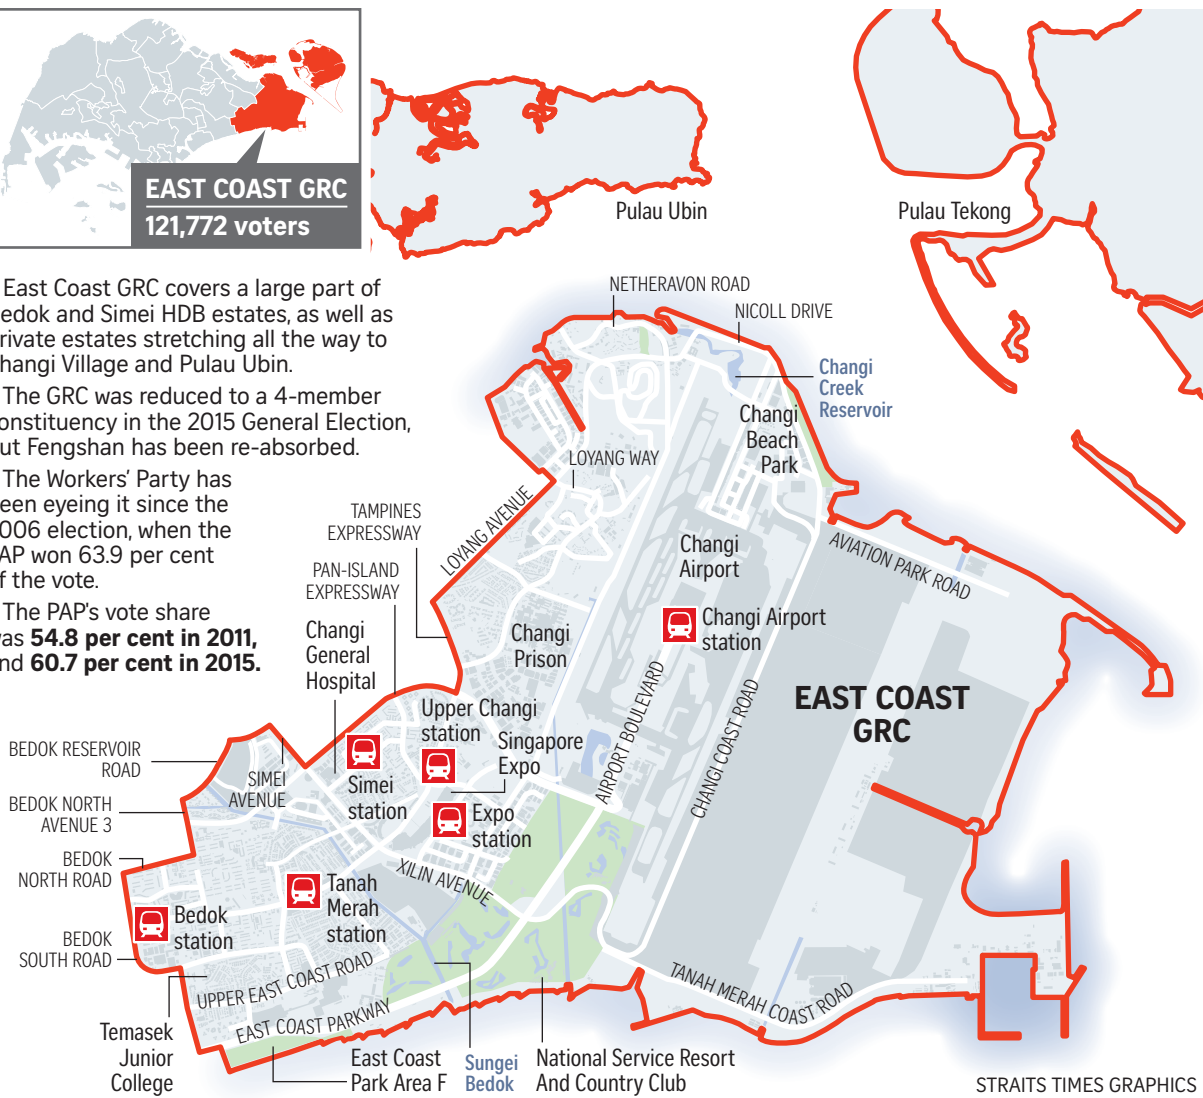 EAST COAST GRC
121,772 voters
East Coast GRC covers a large part of
edok and Simei HDB estates, as well as
rivate estates stretching all the way to
hangi Village and Pulau Ubin.
The GRC was reduced to a 4-member
onstituency in the 2015 General Election,
ut Fengshan has been re-absorbed.
The Workers' Party has
een eyeing it since the
006 election, when the
AP won 63.9 per cent
f the vote.
The PAP's vote share
as 54.8 per cent in 2011,
nd 60.7 per cent in 2015.
Pulau Ubin
Pulau Tekong
NETHERAVON ROAD
NICOLL DRIVE
Changi
Creek
Reservoir
Changi
Beach
Park
LOYANG WAY
LOYANG AVENUE
TAMPINES
EXPRESSWAY
PAN-ISLAND
EXPRESSWAY
Changi
General
Hospital
Changi
Prison
Changi
Airport
Changi Airport
station
AVIATION PARK ROAD
EAST COAST
GRC
AIRPORT BOULEVARD
CHANGI COAST ROAD
Upper Changi
station
Singapore
Expo
Simei
station
Expo
station
BEDOK RESERVOIR
ROAD
SIMEI
AVENUE
BEDOK NORTH
AVENUE 3
BEDOK
NORTH ROAD
XILIN AVENUE
Tanah
Merah
station
Bedok
station
BEDOK
SOUTH ROAD
UPPER EAST COAST ROAD
EAST COAST PARKWAY
TANAH MERAH COAST ROAD
Temasek
Junior
College
East Coast
Park Area F
Sungei
Bedok
National Service Resort
And Country Club
STRAITS TIMES GRAPHICS